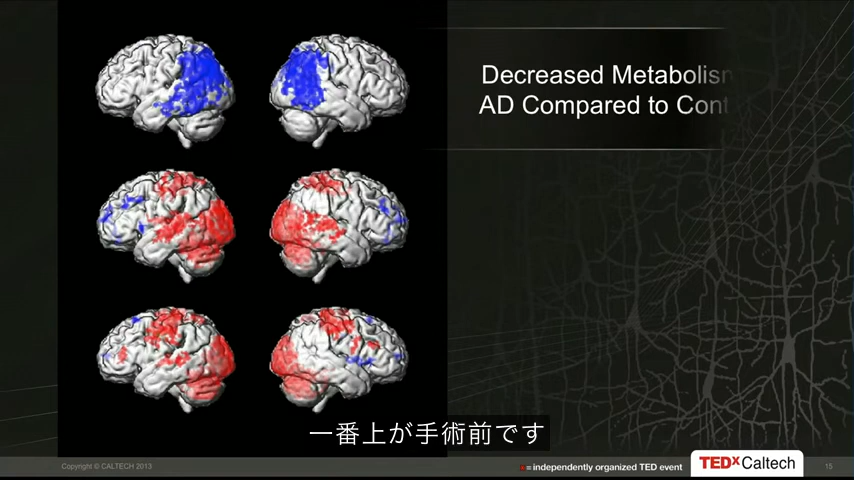 Decreased Metabolism
AD Compared to Cont
一番上が手術前です
Copyright © CALTECH 2013
x = independently organized TED event
TEDxCaltech
15